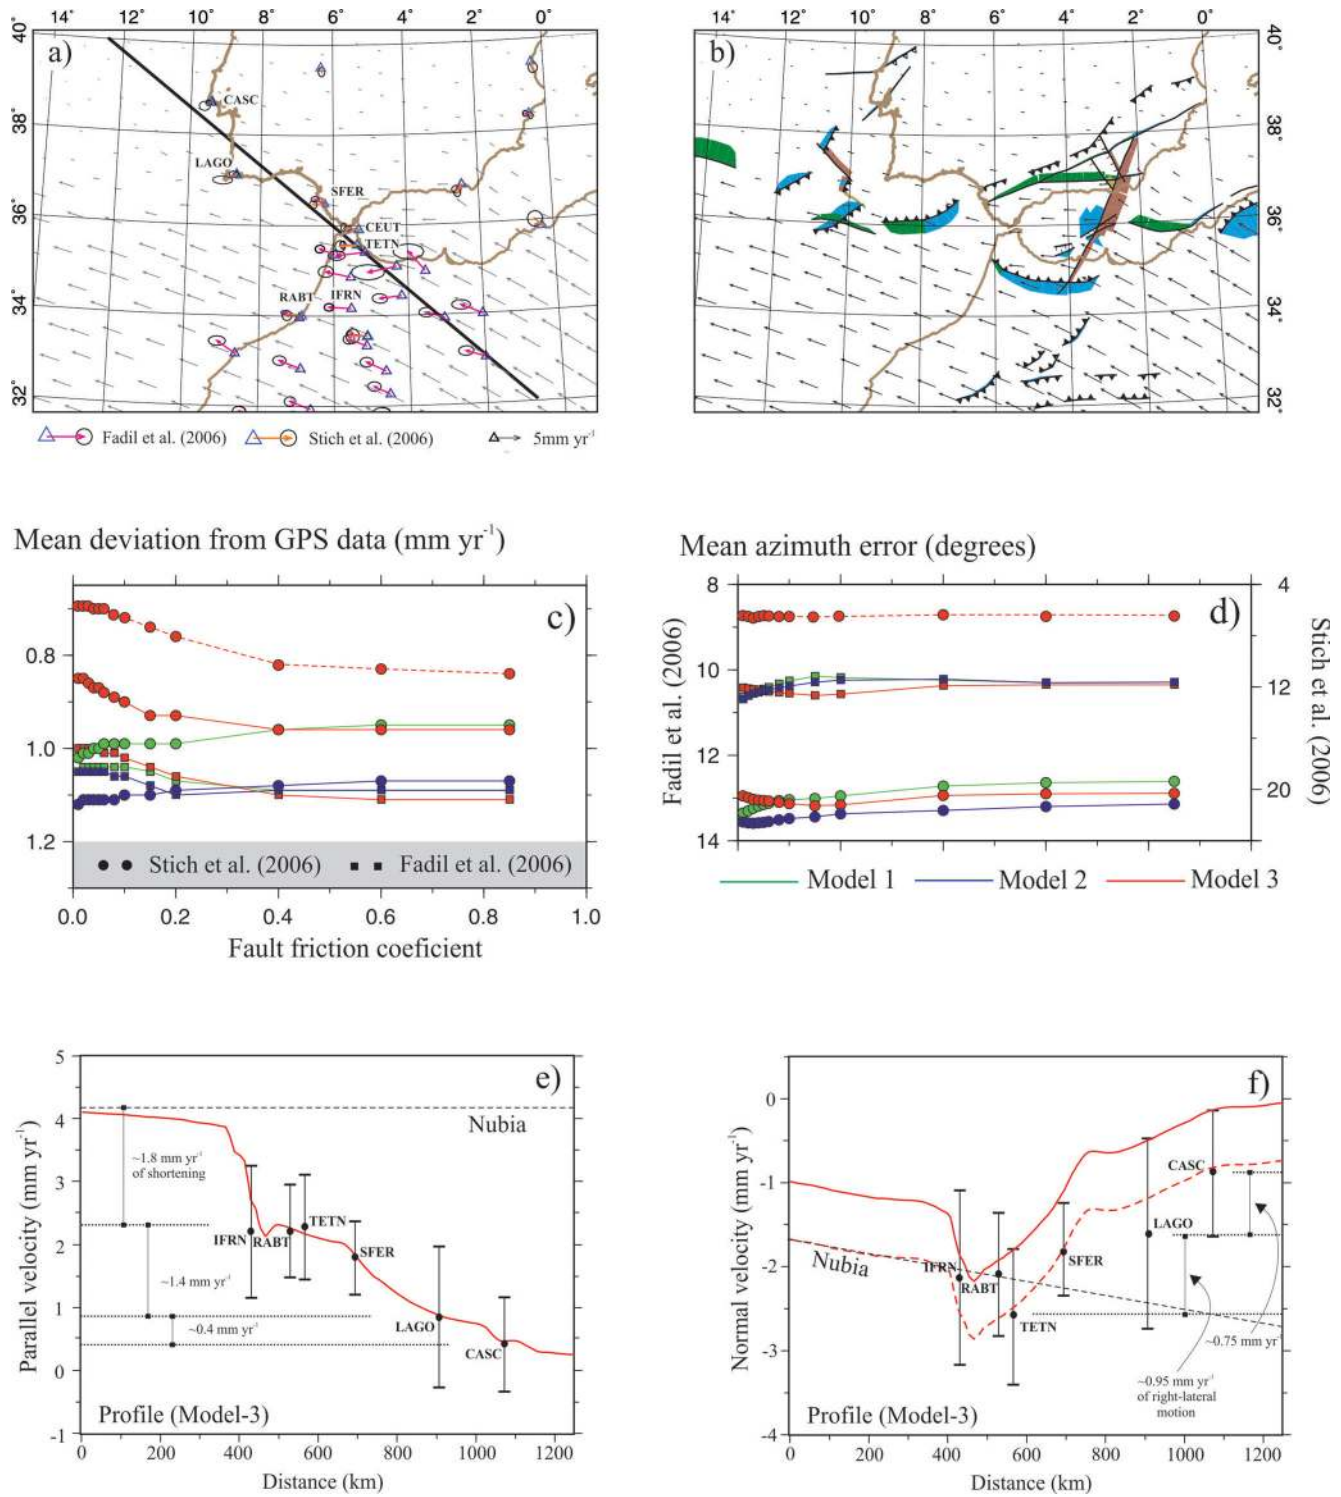 14° 12° 10° 8° 6° 4° 2° 0°
40°
38°
36°
34°
32°
a)
CASC
LAGO
SFER
CEUT
TETN
RABT IFRN
Fadil et al. (2006) Stich et al. (2006) 5mm yr⁻¹
14° 12° 10° 8° 6° 4° 2° 0°
b)
40°
38°
36°
34°
32°
14 12 10 8 6 4 2
Mean deviation from GPS data (mm yr⁻¹)
c)
0.8
1.0
1.2
Stich et al. (2006) Fadil et al. (2006)
0.0 0.2 0.4 0.6 0.8 1.0
Fault friction coeficient
Mean azimuth error (degrees)
d)
8
10
12
14
Fadil et al. (2006)
4
12
20
Stich et al. (2006)
Model 1 Model 2 Model 3
e)
5
4
3
2
1
0
-1
Parallel velocity (mm yr⁻¹)
Nubia
~1.8 mm yr⁻¹
of shortening
~1.4 mm yr⁻¹
~0.4 mm yr⁻¹
IFRN
RABT
TETN
SFER
LAGO
CASC
Profile (Model-3)
0 200 400 600 800 1000 1200
Distance (km)
f)
0
-1
-2
-3
-4
Normal velocity (mm yr⁻¹)
Nubia
IFRN
RABT
TETN
SFER
LAGO
CASC
~0.75 mm yr⁻¹
~0.95 mm yr⁻¹
of right-lateral
motion
Profile (Model-3)
0 200 400 600 800 1000 1200
Distance (km)